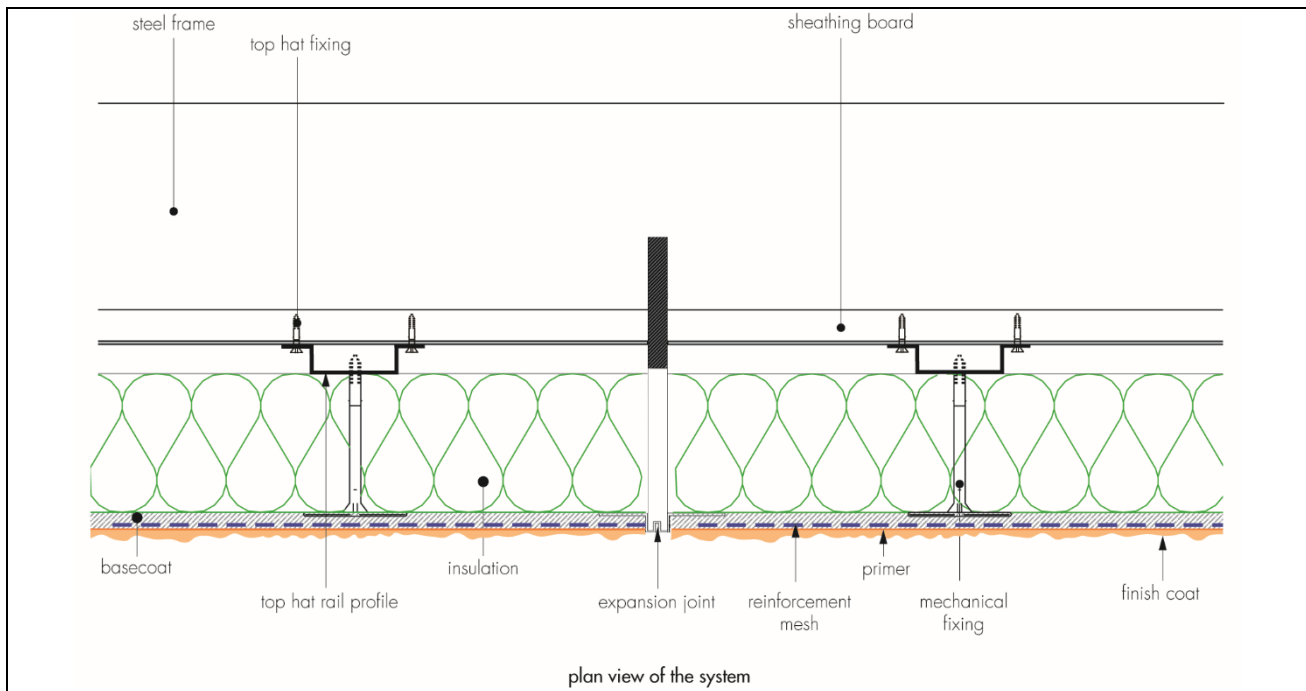 steel frame
top hat fixing
sheathing board
basecoat
insulation
top hat rail profile
expansion joint
reinforcement
mesh
primer
mechanical
fixing
finish coat
plan view of the system